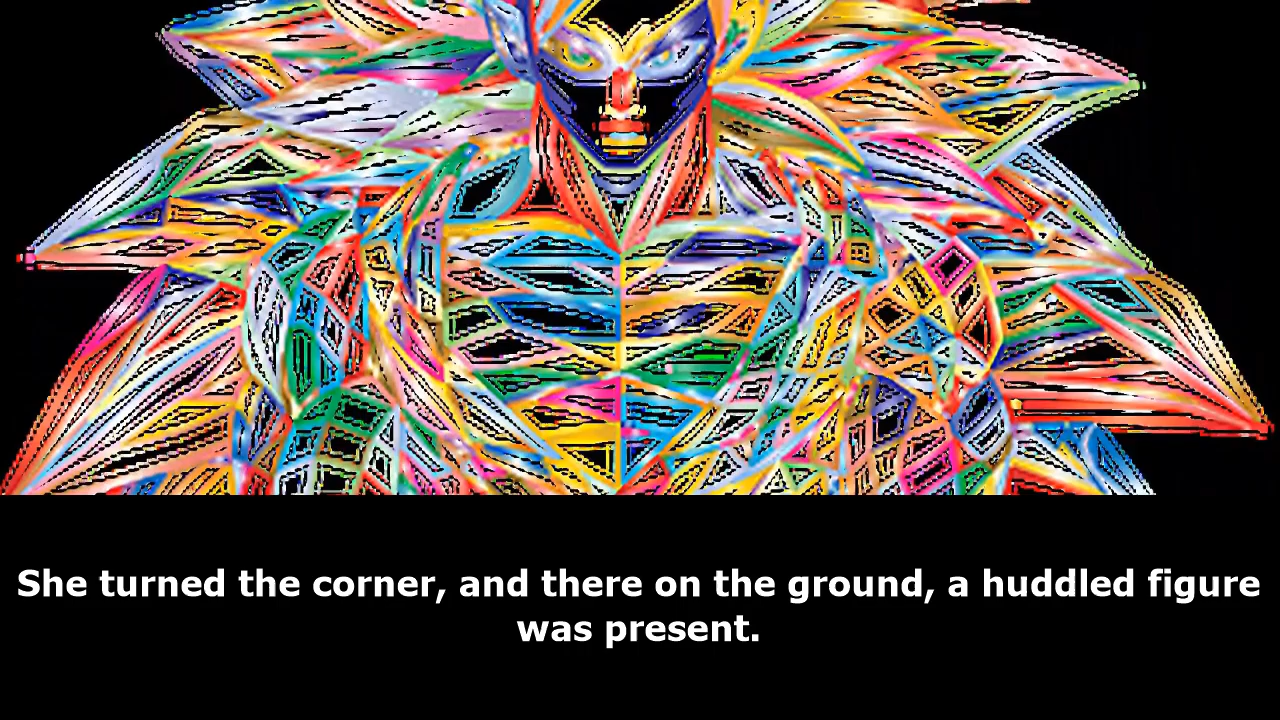 She turned the corner, and there on the ground, a huddled figure
was present.